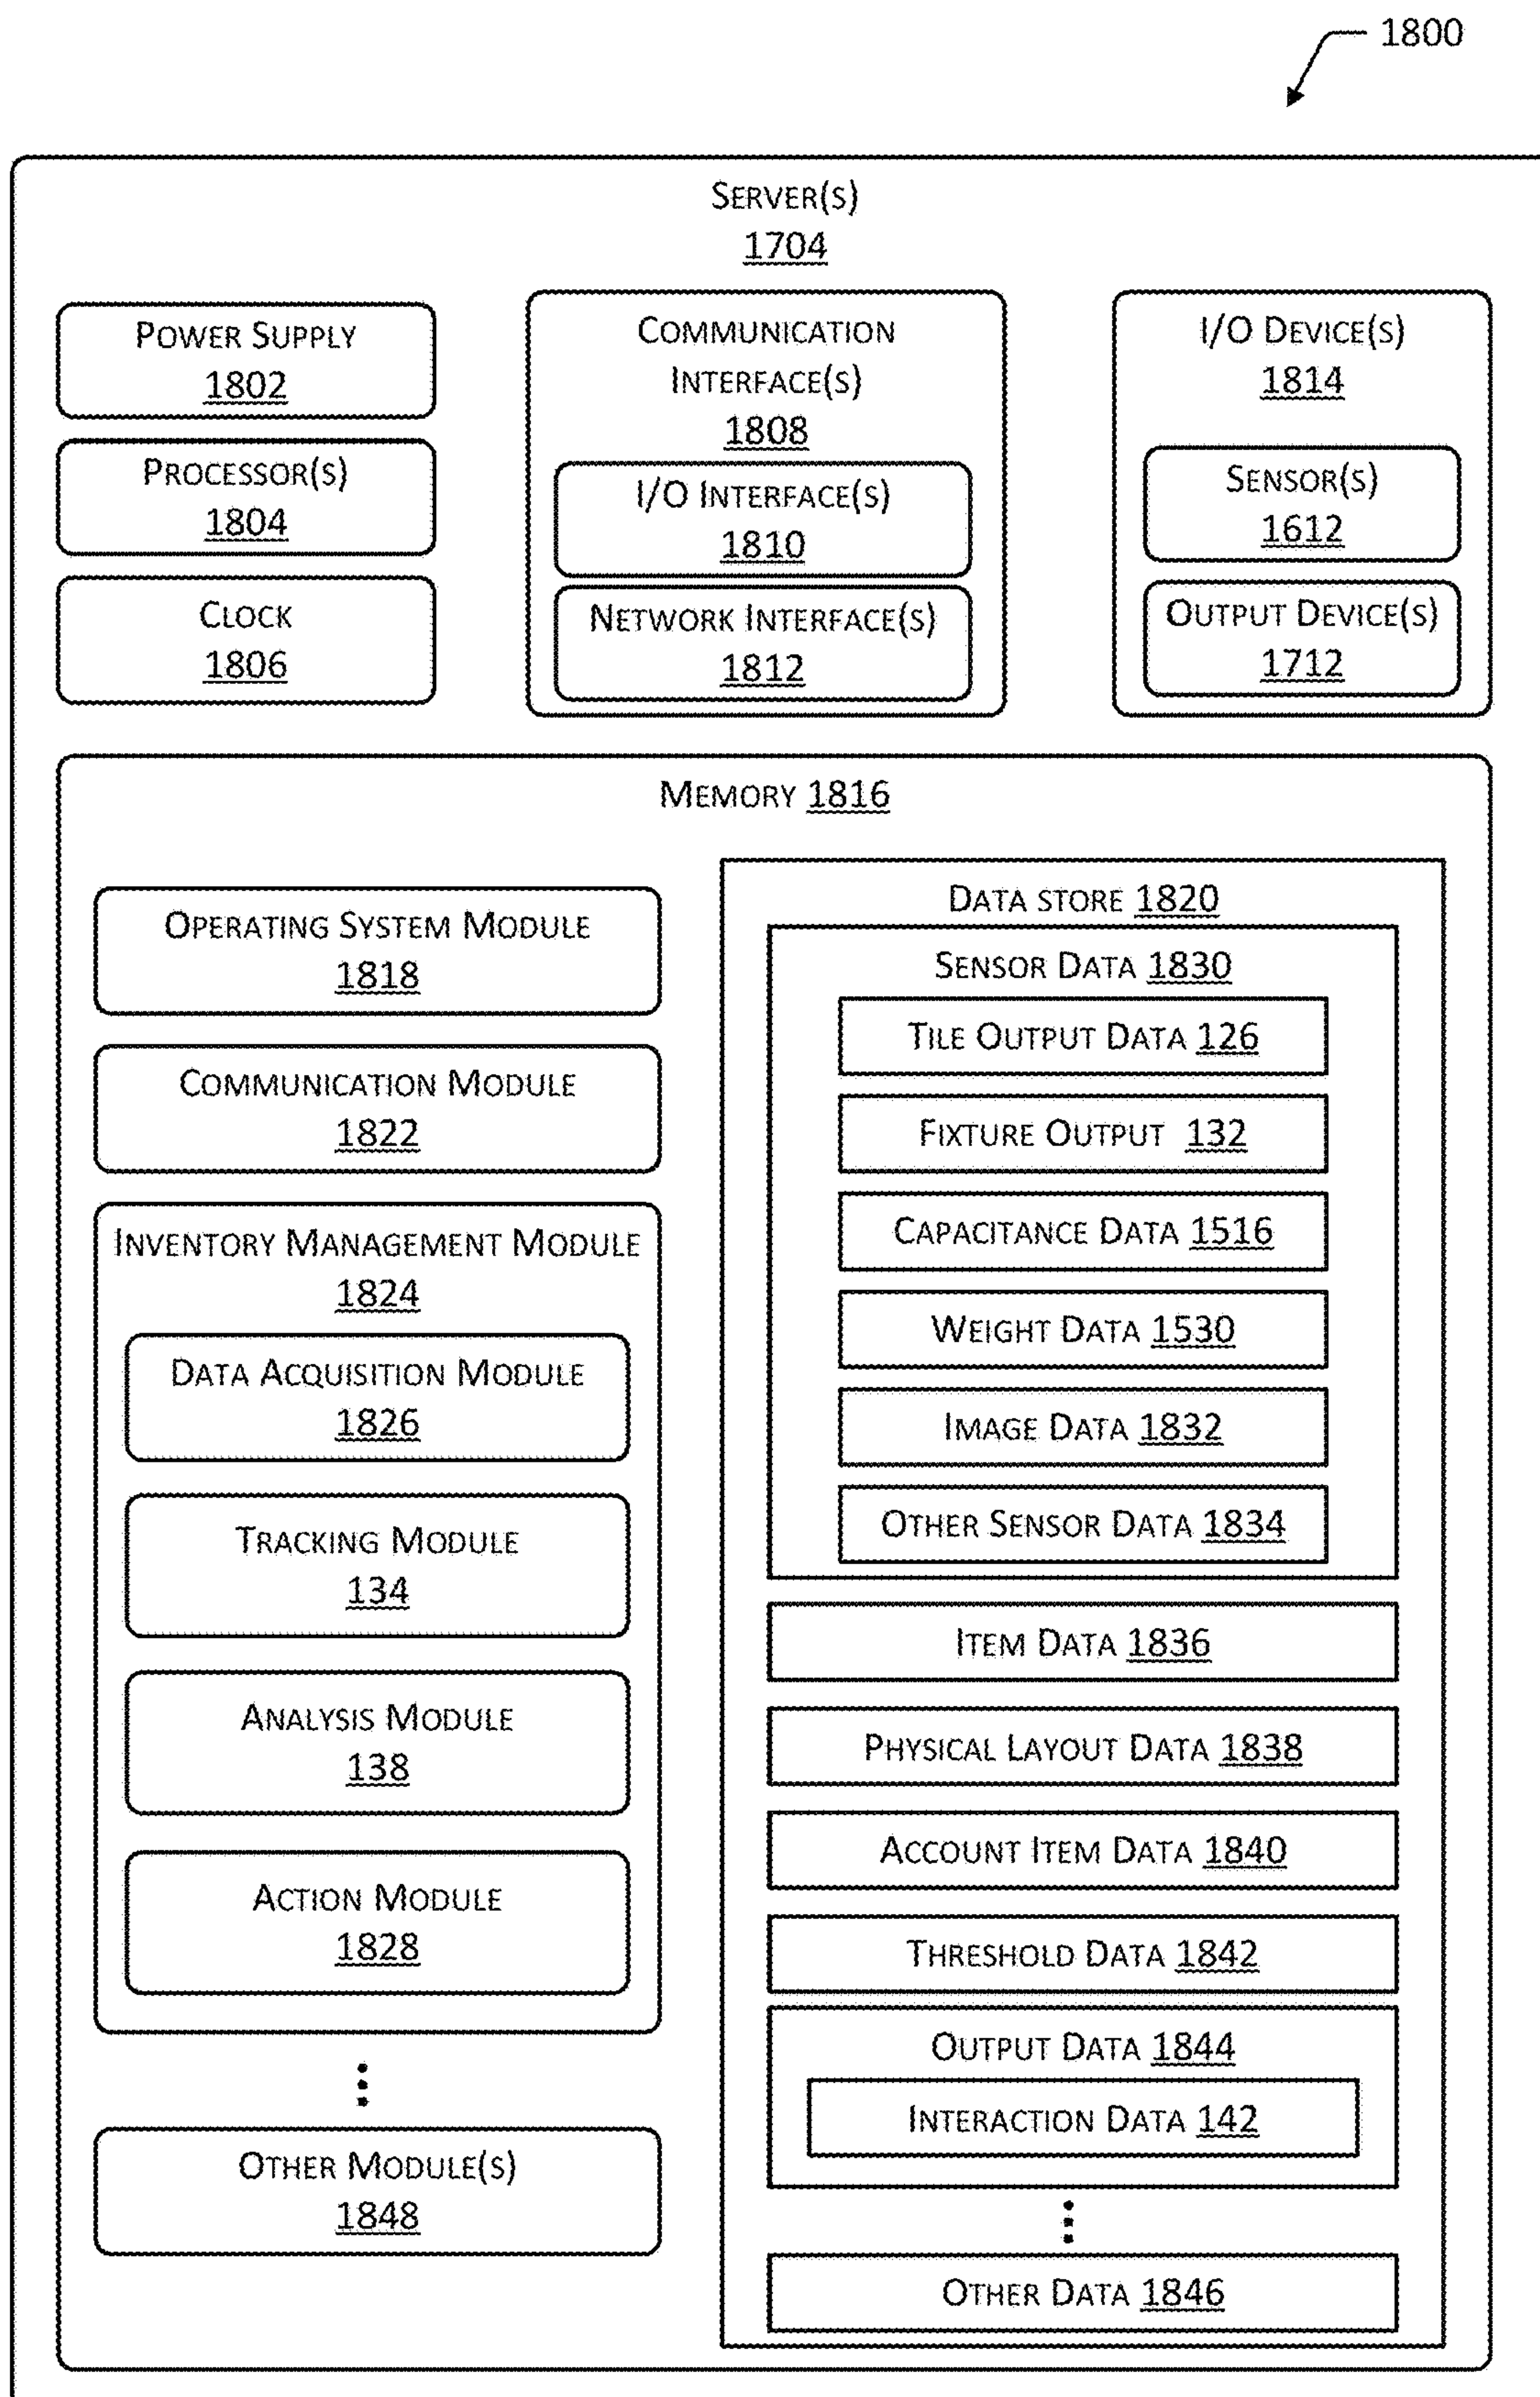 1800
SERVER(S)
1704
POWER SUPPLY
1802
PROCESSOR(S)
1804
CLOCK
1806
COMMUNICATION
INTERFACE(S)
1808
I/O INTERFACE(S)
1810
NETWORK INTERFACE(S)
1812
I/O DEVICE(S)
1814
SENSOR(S)
1612
OUTPUT DEVICE(S)
1712
MEMORY 1816
OPERATING SYSTEM MODULE
1818
COMMUNICATION MODULE
1822
INVENTORY MANAGEMENT MODULE
1824
DATA ACQUISITION MODULE
1826
TRACKING MODULE
134
ANALYSIS MODULE
138
ACTION MODULE
1828
OTHER MODULE(S)
1848
DATA STORE 1820
SENSOR DATA 1830
TILE OUTPUT DATA 126
FIXTURE OUTPUT 132
CAPACITANCE DATA 1516
WEIGHT DATA 1530
IMAGE DATA 1832
OTHER SENSOR DATA 1834
ITEM DATA 1836
PHYSICAL LAYOUT DATA 1838
ACCOUNT ITEM DATA 1840
THRESHOLD DATA 1842
OUTPUT DATA 1844
INTERACTION DATA 142
OTHER DATA 1846